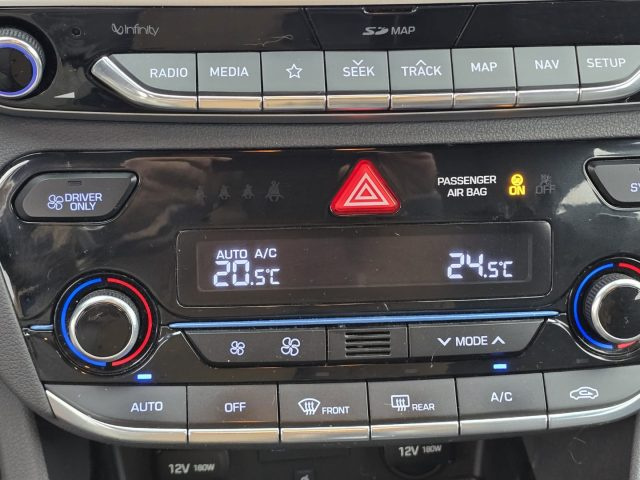 infinity SD MAP
RADIO MEDIA SEEK TRACK MAP NAV SETUP
DRIVER ONLY
PASSENGER AIR BAG ON OFF
SY
AUTO A/C
20.5°C 24.5°C
MODE
AUTO OFF FRONT REAR A/C
12V 180W 12V 180W